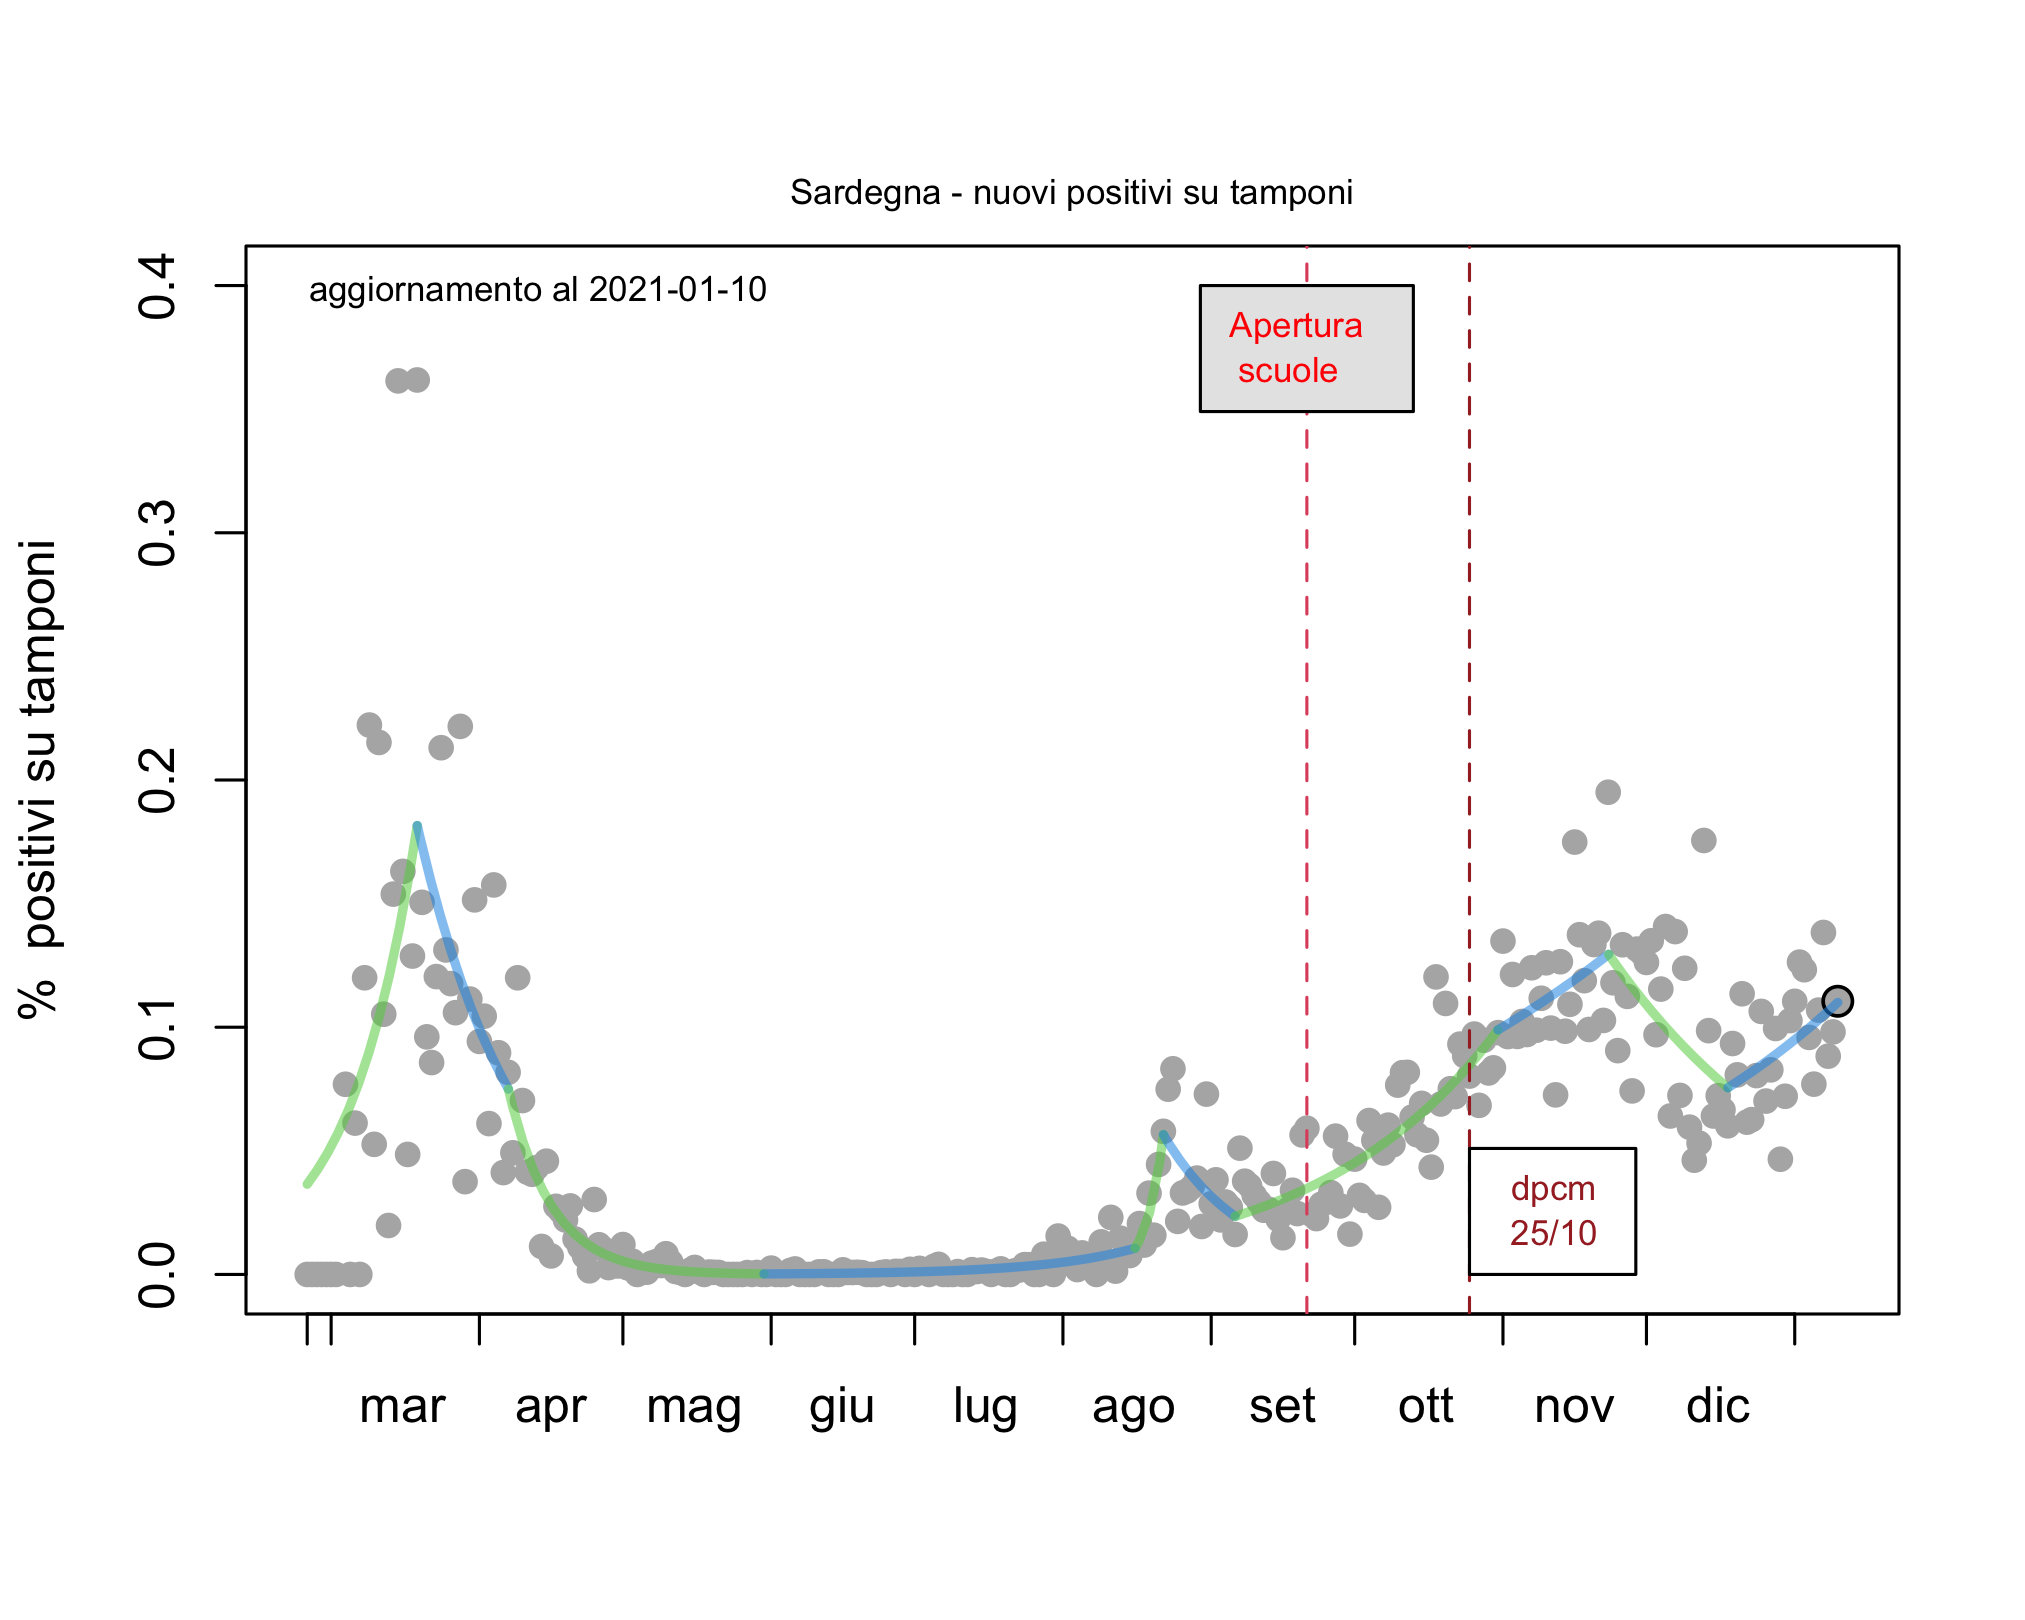 Sardegna - nuovi positivi su tamponi
aggiornamento al 2021-01-10
Apertura
scuole
dpcm
25/10
% positivi su tamponi
0.4
0.3
0.2
0.1
0.0
mar apr mag giu lug ago set ott nov dic